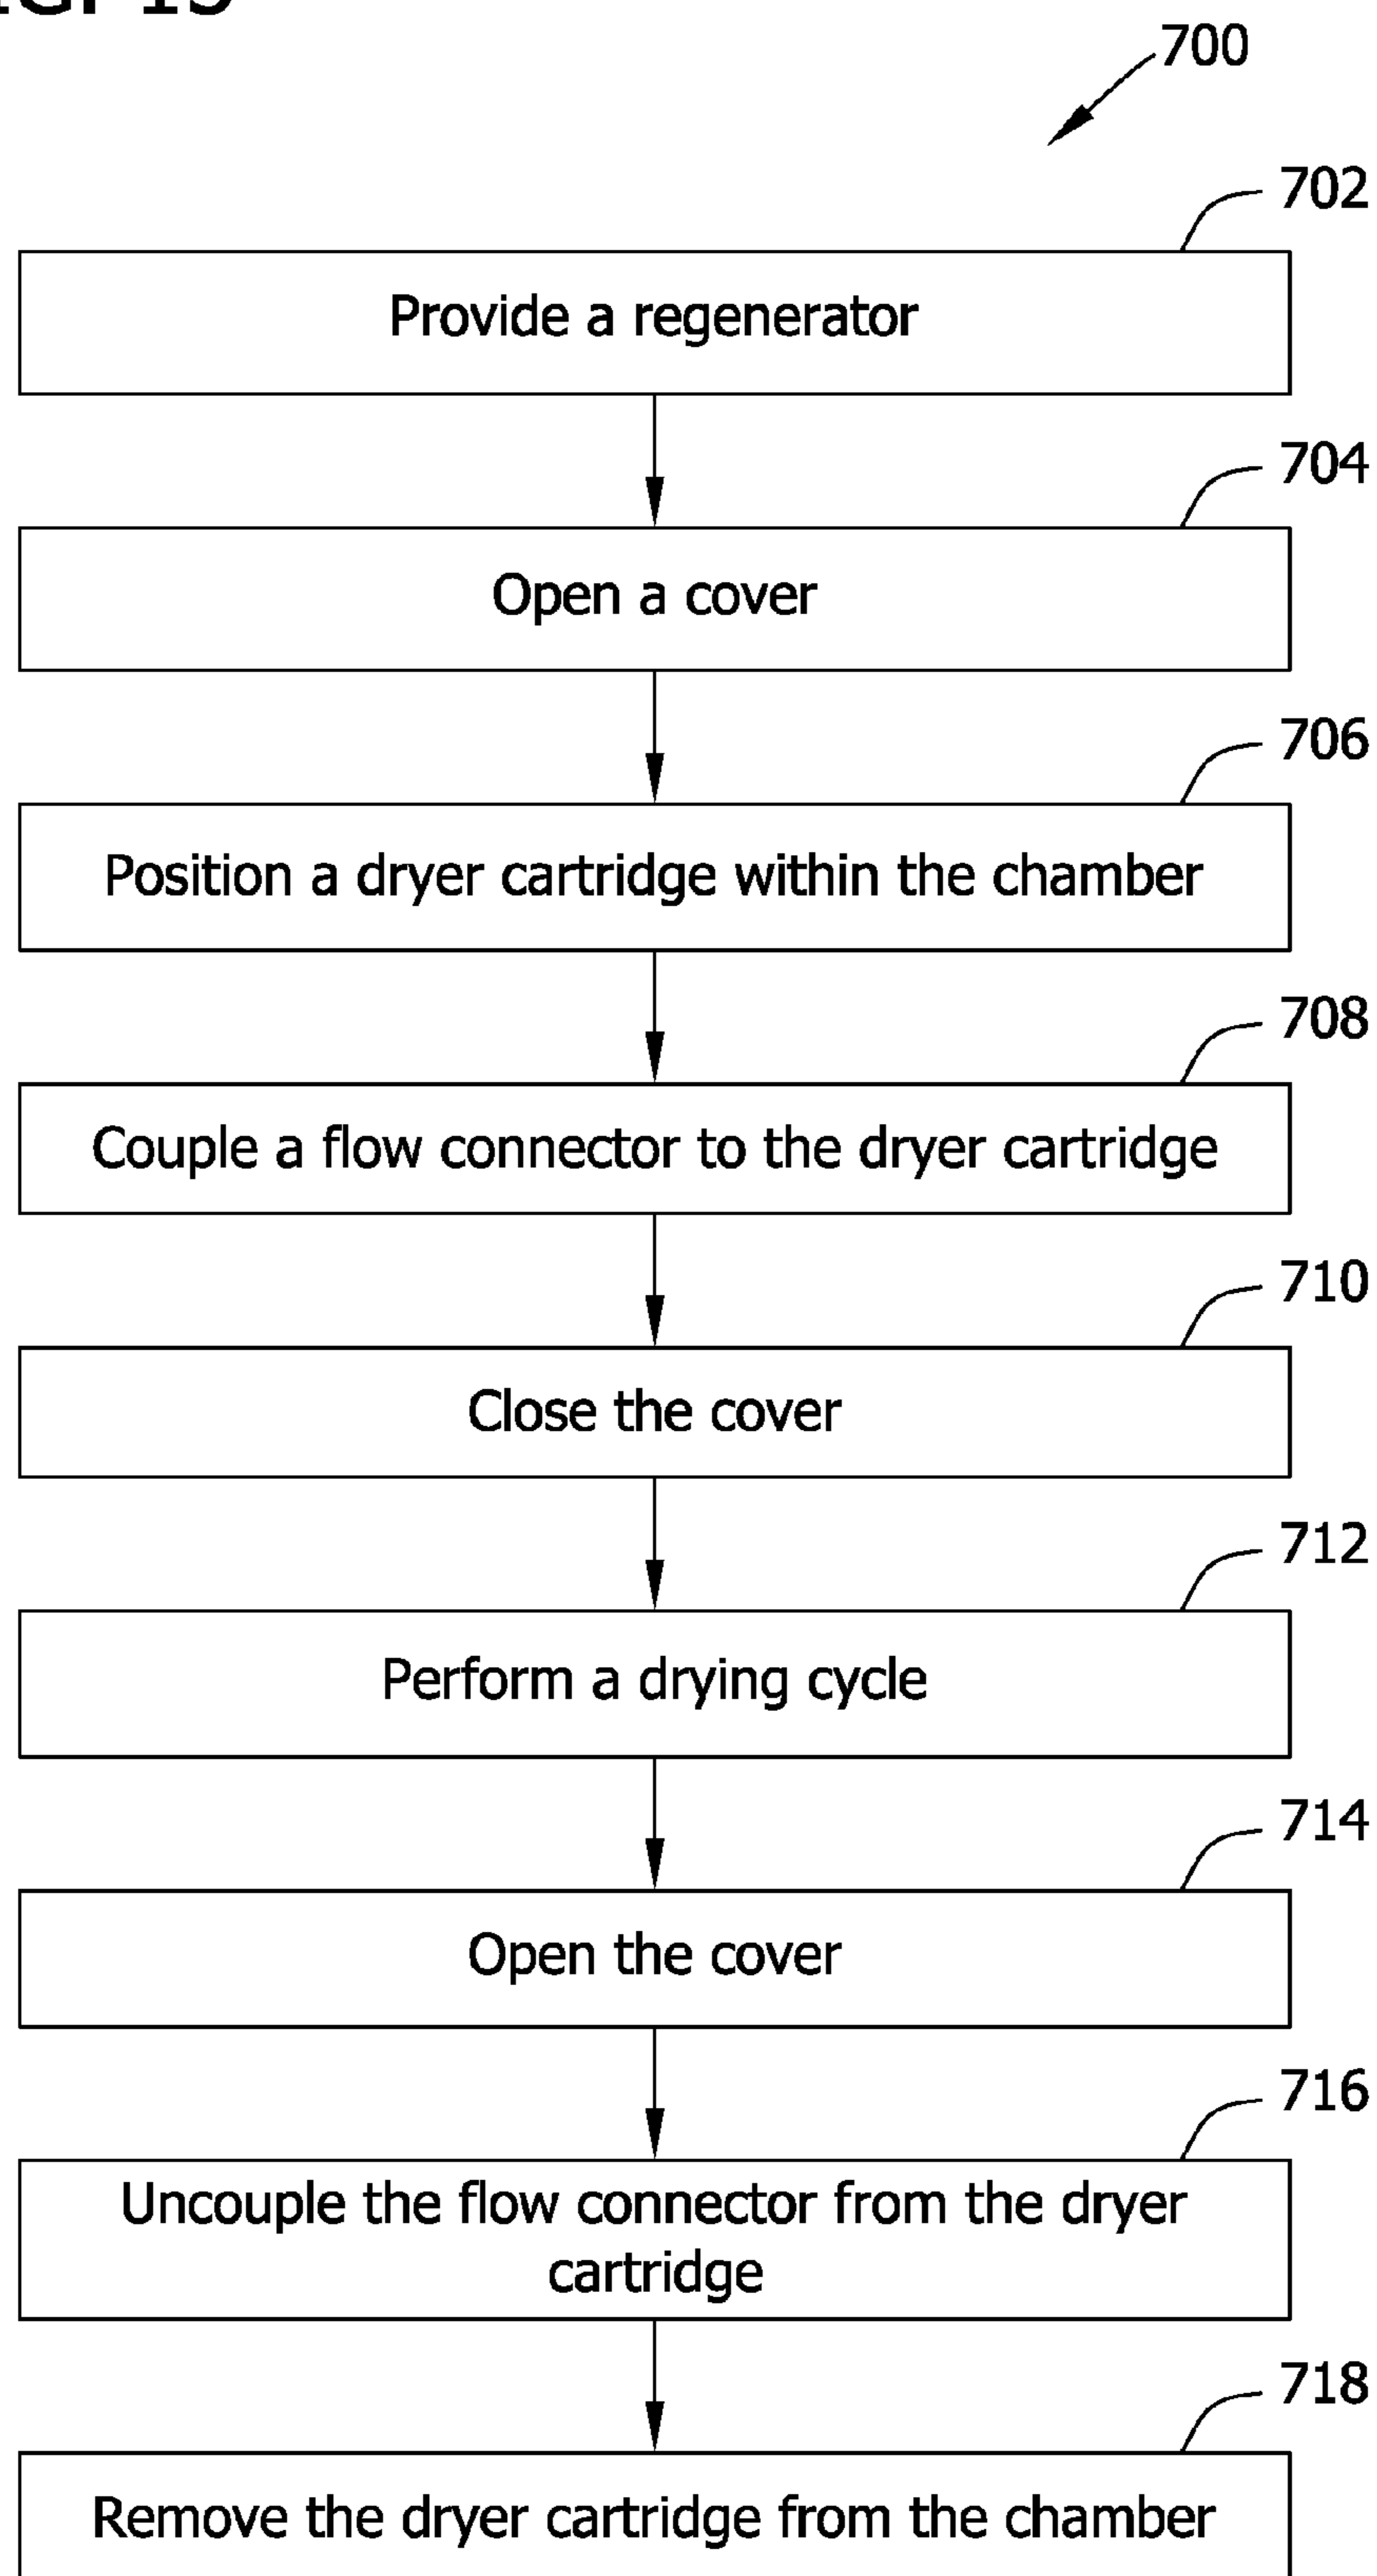 700
702
Provide a regenerator
704
Open a cover
706
Position a dryer cartridge within the chamber
708
Couple a flow connector to the dryer cartridge
710
Close the cover
712
Perform a drying cycle
714
Open the cover
716
Uncouple the flow connector from the dryer
cartridge
718
Remove the dryer cartridge from the chamber